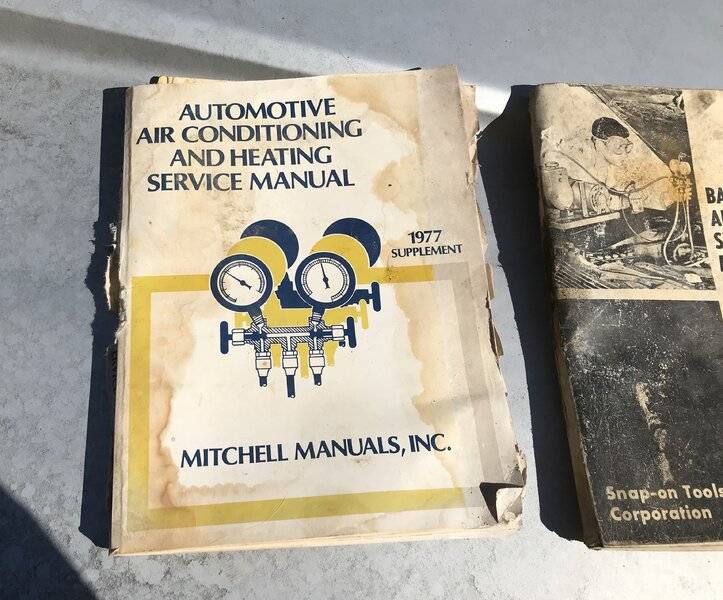 AUTOMOTIVE
AIR CONDITIONING
AND HEATING
SERVICE MANUAL
1977
SUPPLEMENT
MITCHELL MANUALS, INC.
Snap-on Tools
Corporation